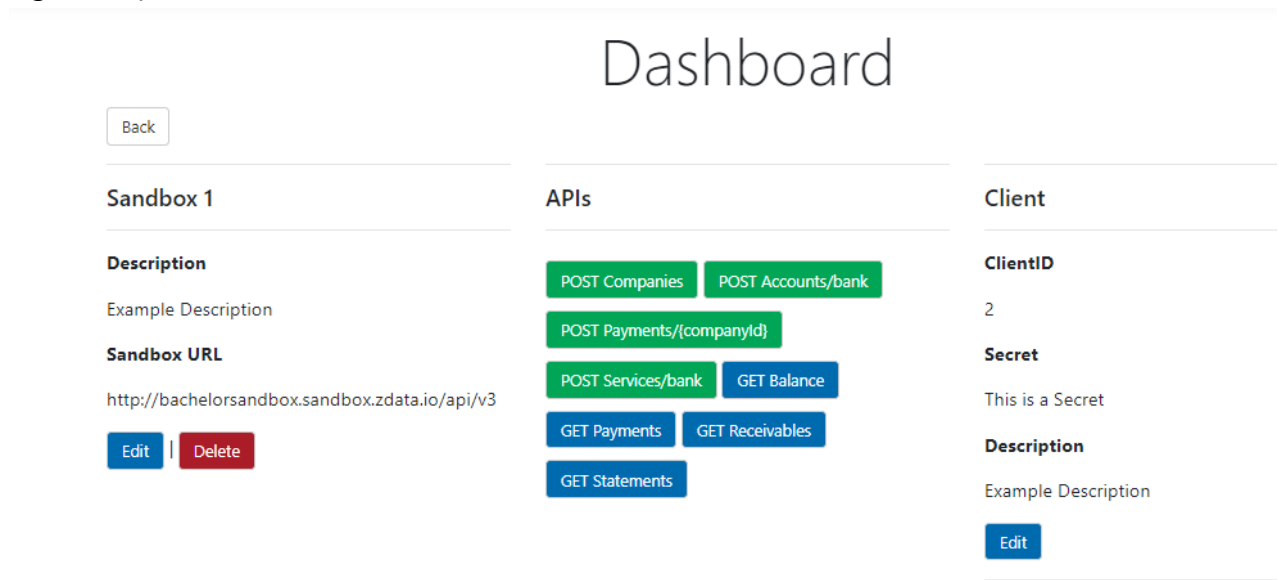 Dashboard
Back
Sandbox 1
Description
Example Description
Sandbox URL
http://bachelorsandbox.sandbox.zdata.io/api/v3
Edit | Delete
APIs
POST Companies POST Accounts/bank
POST Payments/{companyId}
POST Services/bank GET Balance
GET Payments GET Receivables
GET Statements
Client
ClientID
2
Secret
This is a Secret
Description
Example Description
Edit